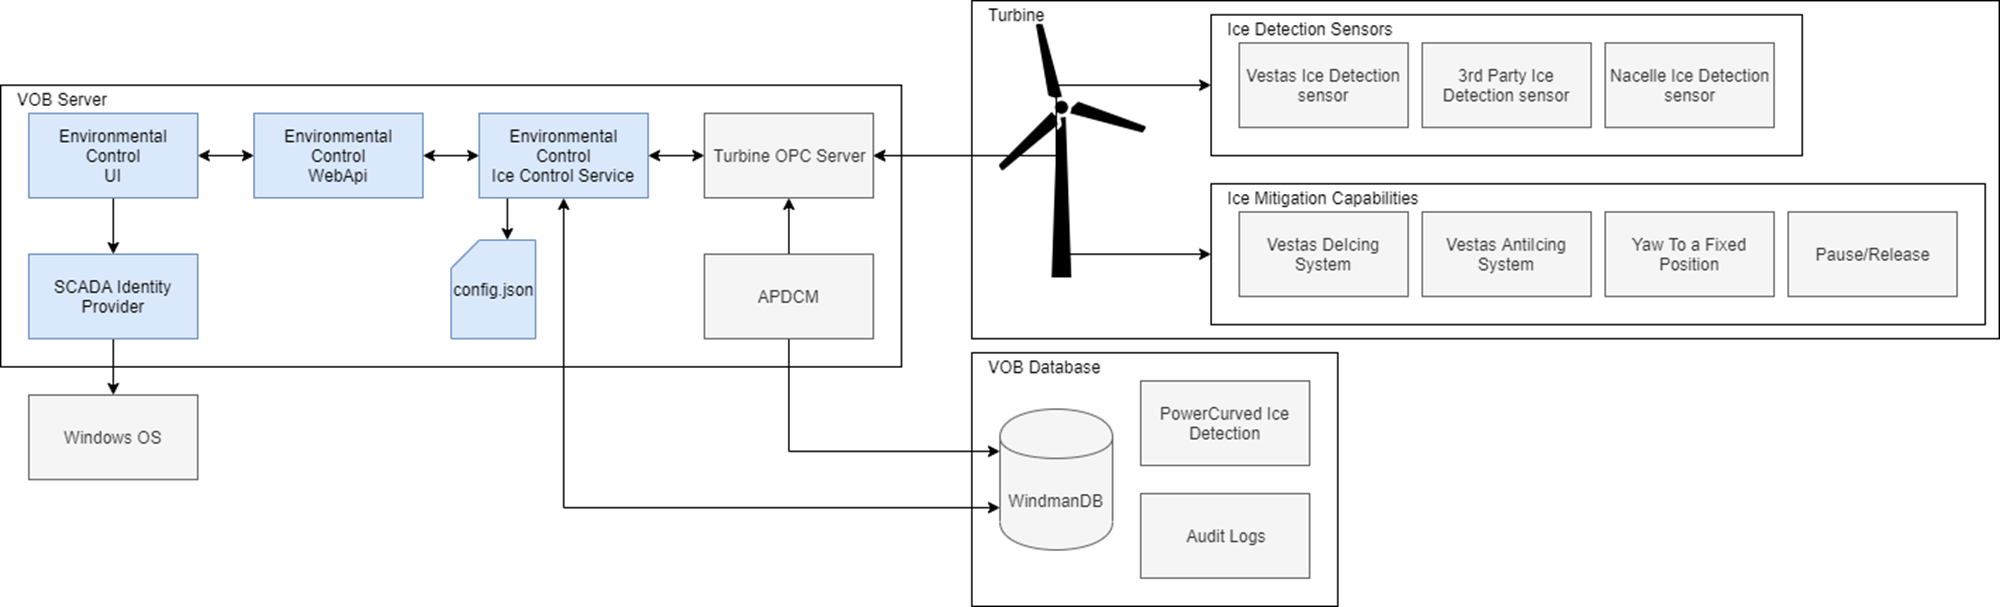 Turbine
Ice Detection Sensors
Vestas Ice Detection
sensor
3rd Party Ice
Detection sensor
Nacelle Ice Detection
sensor
VOB Server
Environmental
Control
UI
Environmental
Control
WebApi
Environmental
Control
Ice Control Service
Turbine OPC Server
Ice Mitigation Capabilities
Vestas DeIcing
System
Vestas AntiIcing
System
Yaw To a Fixed
Position
Pause/Release
SCADA Identity
Provider
config.json
APDCM
VOB Database
Windows OS
WindmanDB
PowerCurved Ice
Detection
Audit Logs